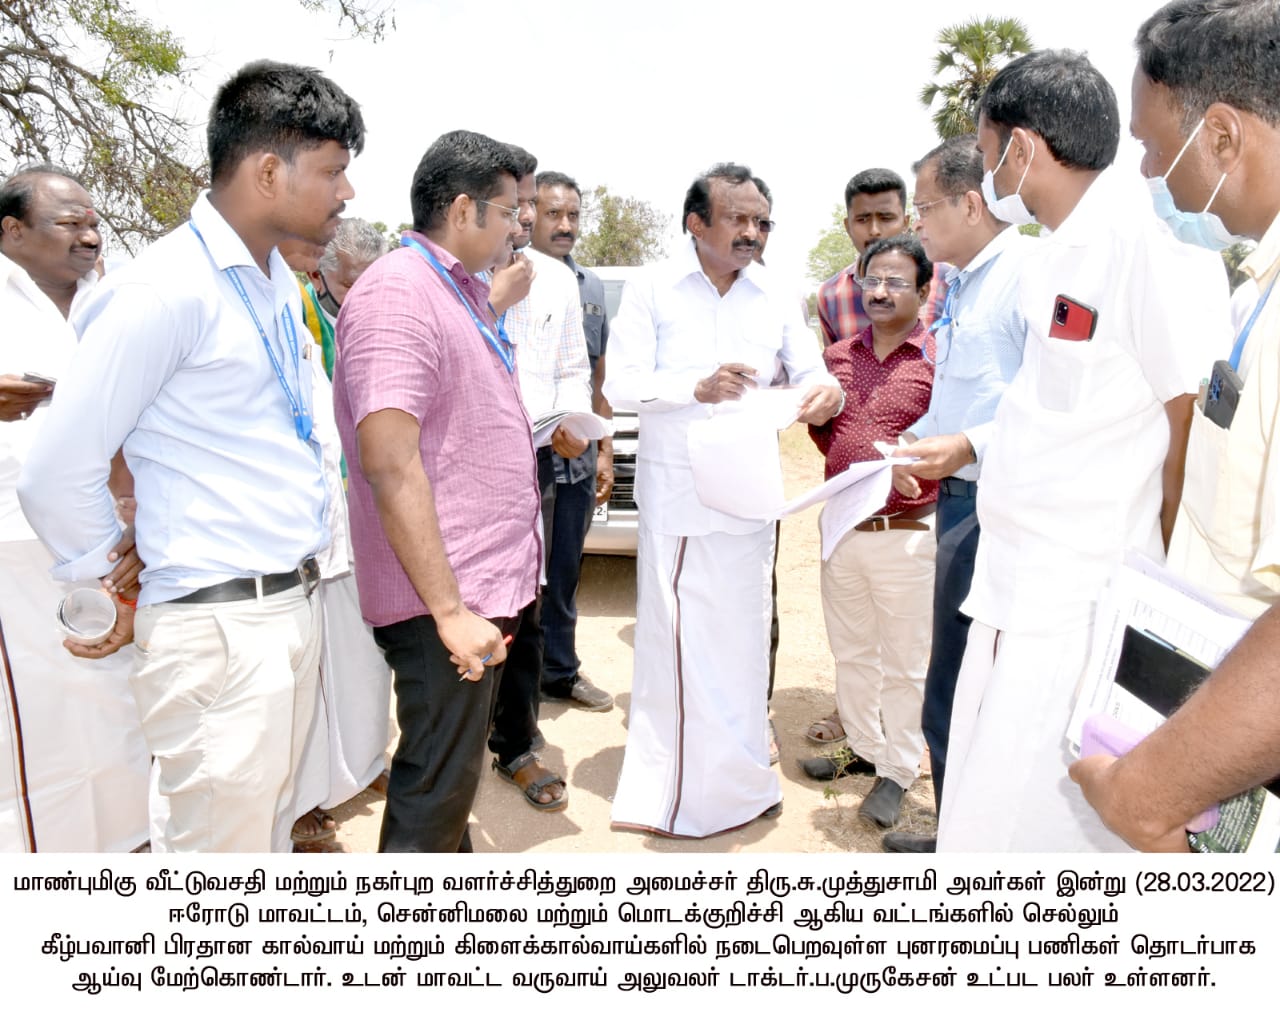 மாண்புமிகு வீட்டுவசதி மற்றும் நகர்புற வளர்ச்சித்துறை அமைச்சர் திரு.சு.முத்துசாமி அவர்கள் இன்று (28.03.2022)
ஈரோடு மாவட்டம், சென்னிமலை மற்றும் மொடக்குறிச்சி ஆகிய வட்டங்களில் செல்லும்
கீழ்பவானி பிரதான கால்வாய் மற்றும் கிளைக்கால்வாய்களில் நடைபெறவுள்ள புனரமைப்பு பணிகள் தொடர்பாக
ஆய்வு மேற்கொண்டார். உடன் மாவட்ட வருவாய் அலுவலர் டாக்டர்.ப.முருகேசன் உட்பட பலர் உள்ளனர்.